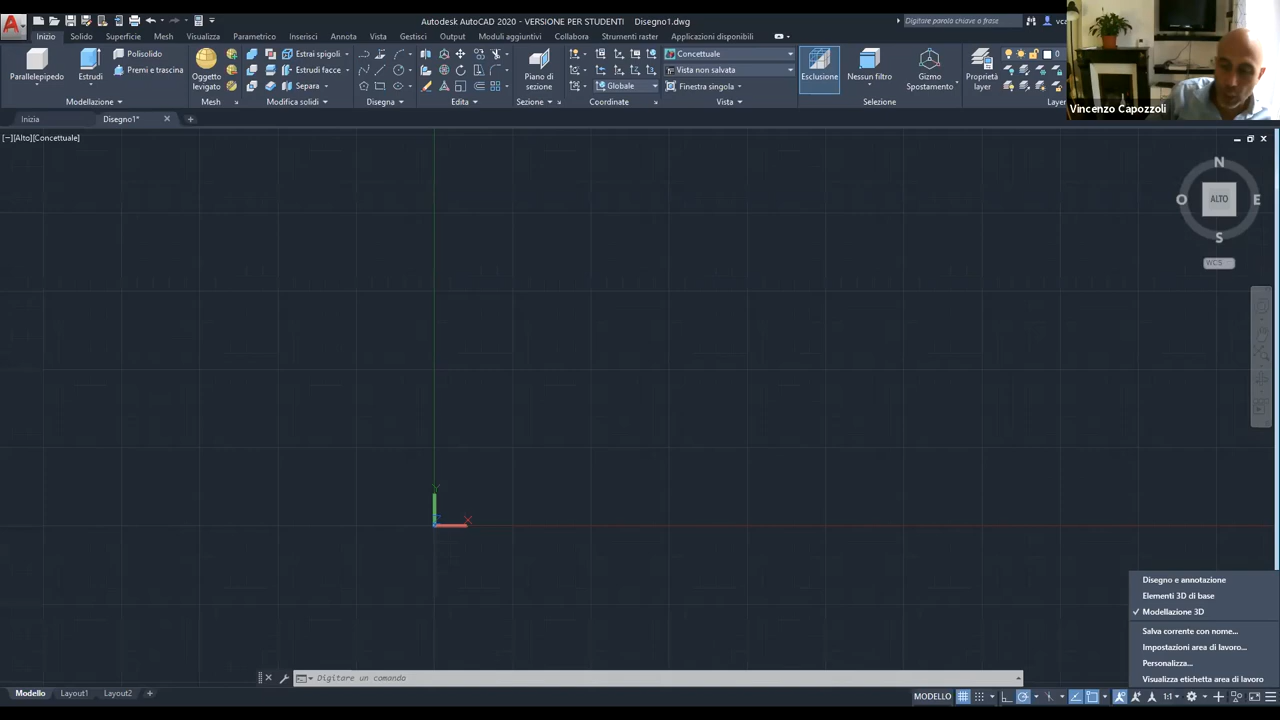 Autodesk AutoCAD 2020 - VERSIONE PER STUDENTI Disegno1.dwg
Digitare parola chiave o frase
Inizio Solido Superficie Mesh Visualizza Parametrico Inserisci Annota Vista Gestisci Output Moduli aggiuntivi Collabora Strumenti raster Applicazioni disponibili
Parallelepipedo
Estrudi
Polisolido
Premi e trascina
Oggetto
levigato
Estrai spigoli
Estrudi facce
Separa
Piano di
sezione
Globale
Concettuale
Vista non salvata
Finestra singola
Esclusione
Nessun filtro
Gizmo
Spostamento
Proprietà
layer
0
Modellazione Mesh Modifica solidi Disegna Edita Sezione Coordinate Vista Selezione Layer
Vincenzo Capozzoli
Inizia Disegno1*
[−][Alto][Concettuale]
N
O ALTO E
S
WCS
Y
X
Disegno e annotazione
Elementi 3D di base
Modellazione 3D
Salva corrente con nome...
Impostazioni area di lavoro...
Personalizza...
Visualizza etichetta area di lavoro
Digitare un comando
Modello Layout1 Layout2
MODELLO 1:1